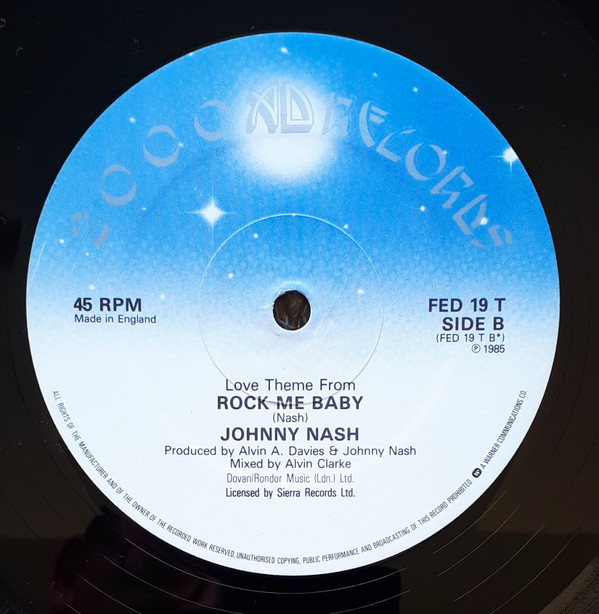 2000AD RECORDS
45 RPM
Made in England
FED 19 T
SIDE B
(FED 19 T B*)
℗ 1985
Love Theme From
ROCK ME BABY
(Nash)
JOHNNY NASH
Produced by Alvin A. Davies & Johnny Nash
Mixed by Alvin Clarke
Dovan/Rondor Music (Ldn.) Ltd.
Licensed by Sierra Records Ltd.
ALL RIGHTS OF THE MANUFACTURER AND OF THE OWNER OF THE RECORDED WORK RESERVED, UNAUTHORISED COPYING, PUBLIC PERFORMANCE AND BROADCASTING OF THIS RECORD PROHIBITED. A WARNER COMMUNICATIONS CO